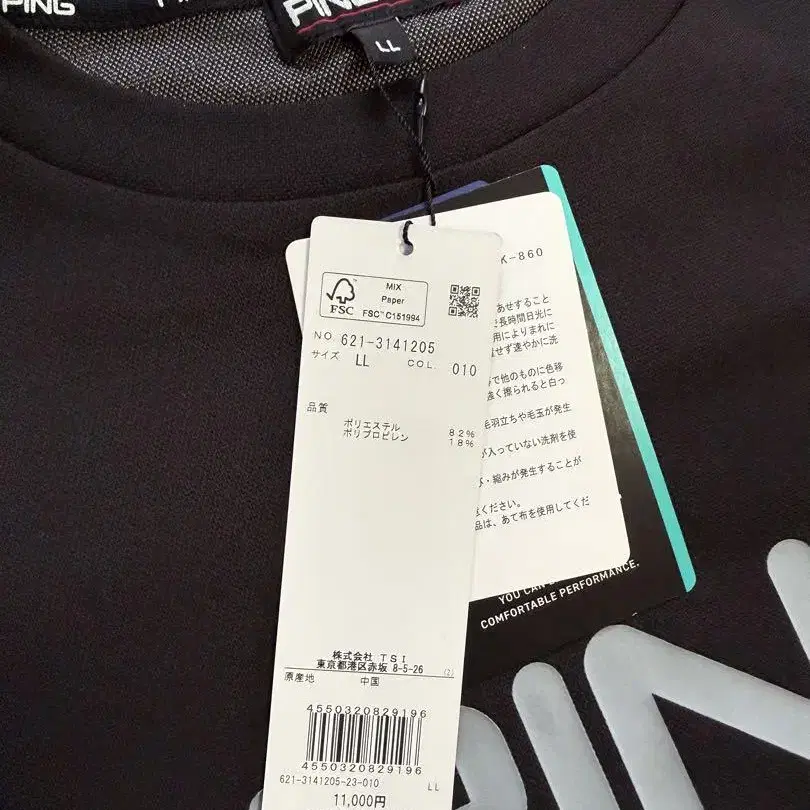 PING
PING
LL
K-860
MIX
Paper
FSC
FSC™ C151994
NO 621-3141205
サイズ LL COL. 010
品質
ポリエステル 82%
ポリプロピレン 18%
株式会社 TSI
東京都港区赤坂 8-5-26 (2)
原産地 中国
4550320829196
4550320829196
621-3141205-23-010 LL
11,000円
あせすること
長時間日光に
用によりまれに
せず速やかに洗
で他のものに色移
強く擦られると白っ
毛羽立ちや毛玉が発生
が入っていない洗剤を使
・縮みが発生することが
ください。
品は、あて布を使用してくだ
YOU CAN
COMFORTABLE PERFORMANCE.
PIN